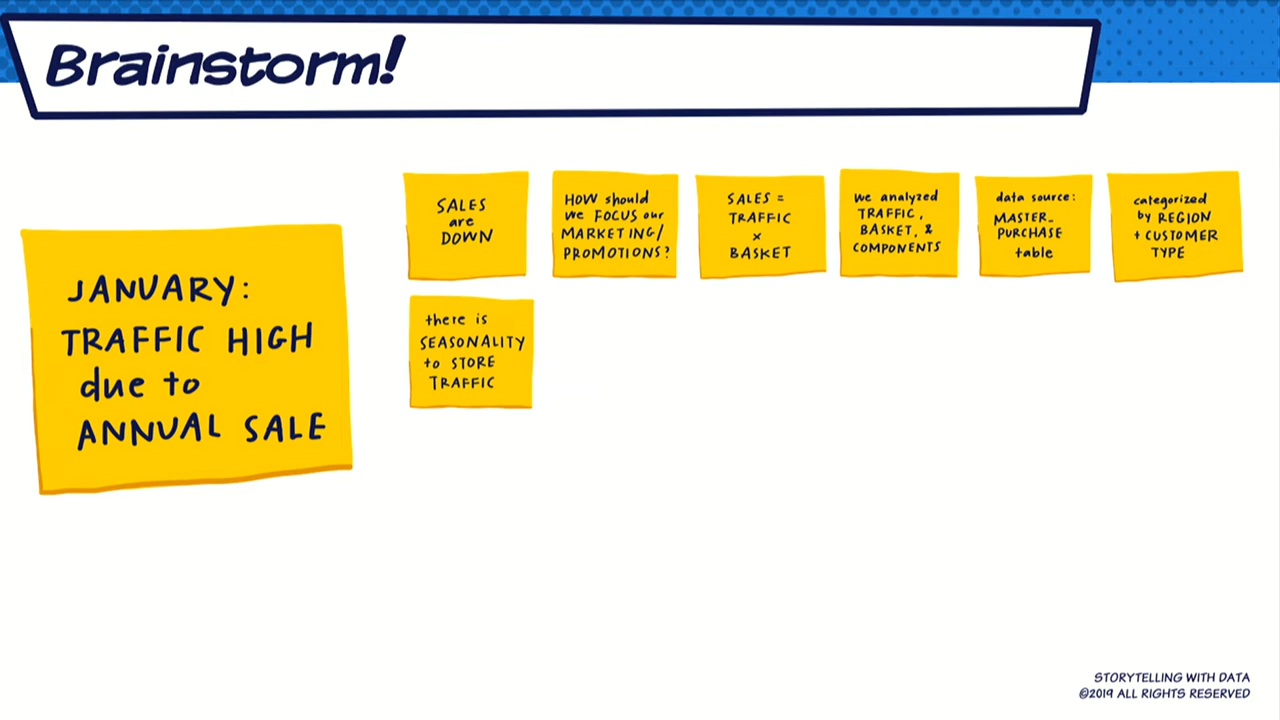 Brainstorm!
JANUARY:
TRAFFIC HIGH
due to
ANNUAL SALE
SALES
are
DOWN
HOW should
we FOCUS our
MARKETING/
PROMOTIONS?
SALES =
TRAFFIC
x
BASKET
we analyzed
TRAFFIC,
BASKET, &
COMPONENTS
data source:
MASTER_
PURCHASE
table
categorized
by REGION
+ CUSTOMER
TYPE
there is
SEASONALITY
to STORE
TRAFFIC
STORYTELLING WITH DATA
©2019 ALL RIGHTS RESERVED